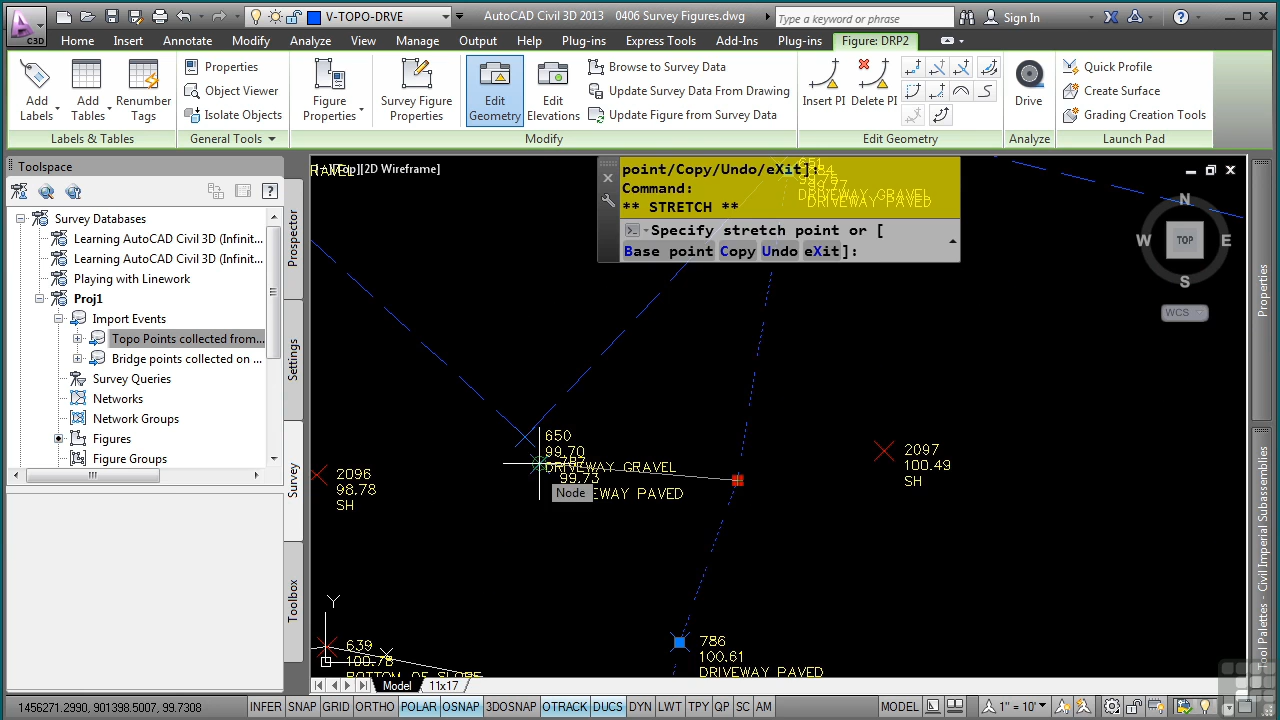 V-TOPO-DRVE
AutoCAD Civil 3D 2013
0406 Survey Figures.dwg
Type a keyword or phrase
Sign In
C3D
Home
Insert
Annotate
Modify
Analyze
View
Manage
Output
Help
Plug-ins
Express Tools
Add-Ins
Plug-ins
Figure: DRP2
Add Labels
Add Tables
Renumber Tags
Properties
Object Viewer
Isolate Objects
Figure Properties
Survey Figure Properties
Edit Geometry
Edit Elevations
Browse to Survey Data
Update Survey Data From Drawing
Update Figure from Survey Data
Insert PI
Delete PI
Drive
Quick Profile
Create Surface
Grading Creation Tools
Labels & Tables
General Tools
Modify
Edit Geometry
Analyze
Launch Pad
Toolspace
Survey Databases
Learning AutoCAD Civil 3D (Infinit...
Learning AutoCAD Civil 3D (Infinit...
Playing with Linework
Proj1
Import Events
Topo Points collected from...
Bridge points collected on ...
Survey Queries
Networks
Network Groups
Figures
Figure Groups
Prospector
Settings
Survey
Toolbox
[2D Wireframe]
point/Copy/Undo/eXit]:
Command:
** STRETCH **
Specify stretch point or [
Base point Copy Undo eXit]:
651
DRIVEWAY GRAVEL
DRIVEWAY PAVED
N
W
TOP
E
S
WCS
650
99.70
DRIVEWAY GRAVEL
99.73
Node
PAVED
2096
98.78
SH
2097
100.49
SH
Y
X
639
100.78
BOTTOM OF SLOPE
786
100.61
DRIVEWAY PAVED
Properties
Tool Palettes - Civil Imperial Subassemblies
Model
11x17
1456271.2990, 901398.5007, 99.7308
INFER
SNAP
GRID
ORTHO
POLAR
OSNAP
3DOSNAP
OTRACK
DUCS
DYN
LWT
TPY
QP
SC
AM
MODEL
1" = 10'